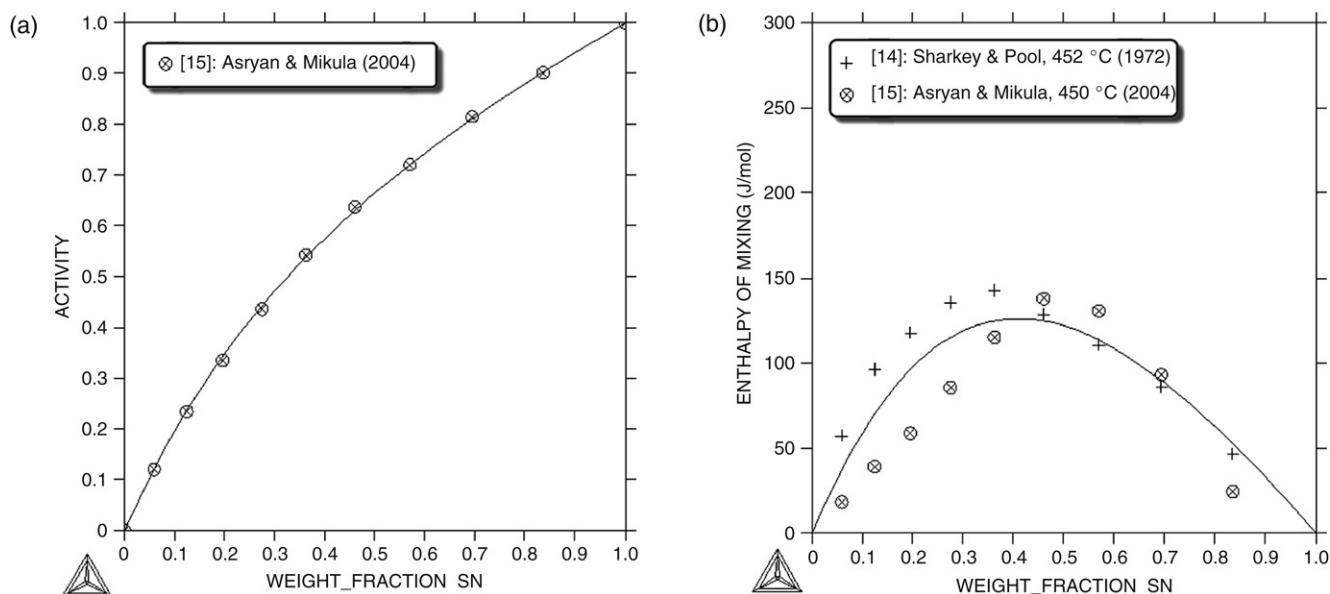 (a)
1.0
0.9
0.8
0.7
0.6
0.5
0.4
0.3
0.2
0.1
0
ACTIVITY
[15]: Asryan & Mikula (2004)
0 0.1 0.2 0.3 0.4 0.5 0.6 0.7 0.8 0.9 1.0
WEIGHT_FRACTION SN
(b)
300
250
200
150
100
50
0
ENTHALPY OF MIXING (J/mol)
[14]: Sharkey & Pool, 452 °C (1972)
[15]: Asryan & Mikula, 450 °C (2004)
0 0.1 0.2 0.3 0.4 0.5 0.6 0.7 0.8 0.9 1.0
WEIGHT_FRACTION SN